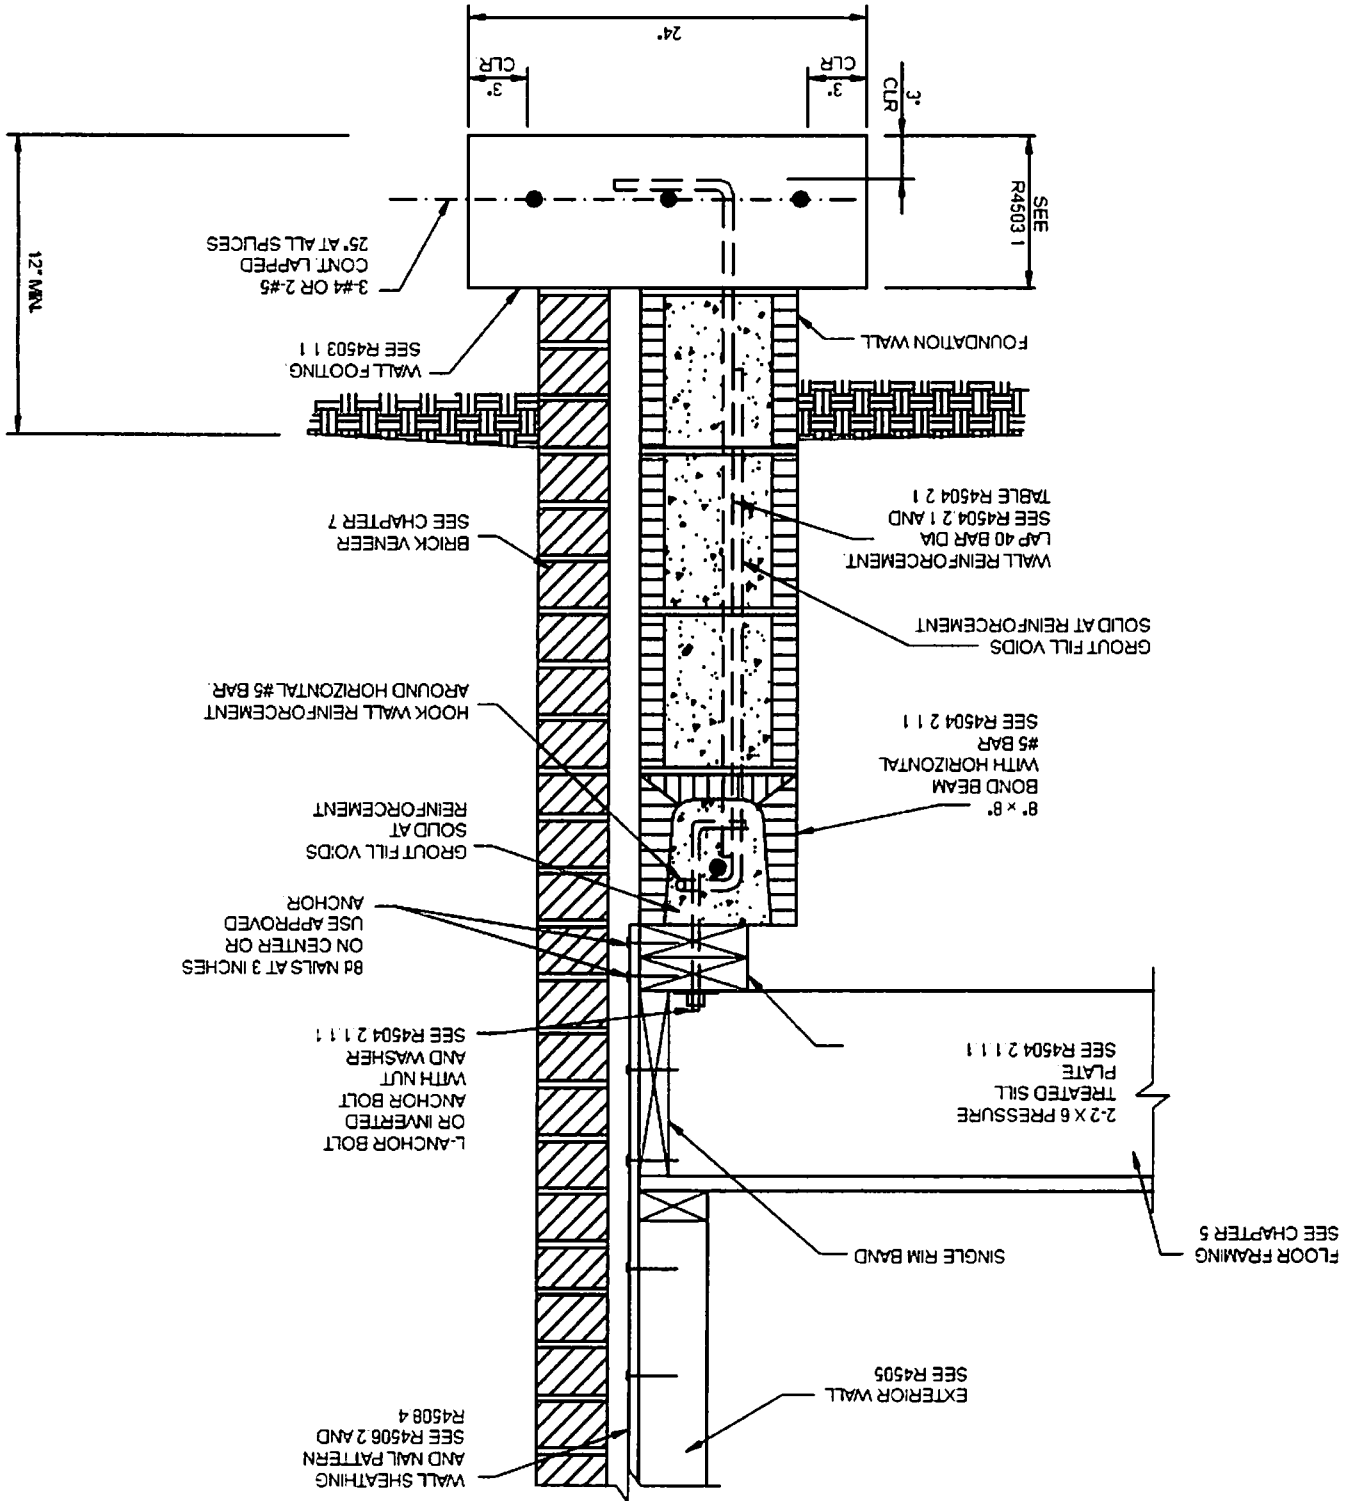 WALL SHEATHING
AND NAIL PATTERN
SEE R4506 2 AND
R4508 4
EXTERIOR WALL
SEE R4505
FLOOR FRAMING
SEE CHAPTER 5
SINGLE RIM BAND
2-2 X 6 PRESSURE
TREATED SILL
PLATE
SEE R4504 2 1 1 1
L-ANCHOR BOLT
OR INVERTED
ANCHOR BOLT
WITH NUT
AND WASHER
SEE R4504 2 1.1 1
8d NAILS AT 3 INCHES
ON CENTER OR
USE APPROVED
ANCHOR
GROUT FILL VOIDS
SOLID AT
REINFORCEMENT
8" x 8"
BOND BEAM
WITH HORIZONTAL
#5 BAR
SEE R4504 2 1 1
HOOK WALL REINFORCEMENT
AROUND HORIZONTAL #5 BAR
GROUT FILL VOIDS
SOLID AT REINFORCEMENT
WALL REINFORCEMENT.
LAP 40 BAR DIA
SEE R4504.2 1 AND
TABLE R4504 2 1
BRICK VENEER
SEE CHAPTER 7
FOUNDATION WALL
WALL FOOTING.
SEE R4503 1 1
3-#4 OR 2-#5
CONT. LAPPED
25" AT ALL SPLICES
12" MIN.
SEE
R4503 1
3"
CLR
3"
CLR
3"
CLR
24"